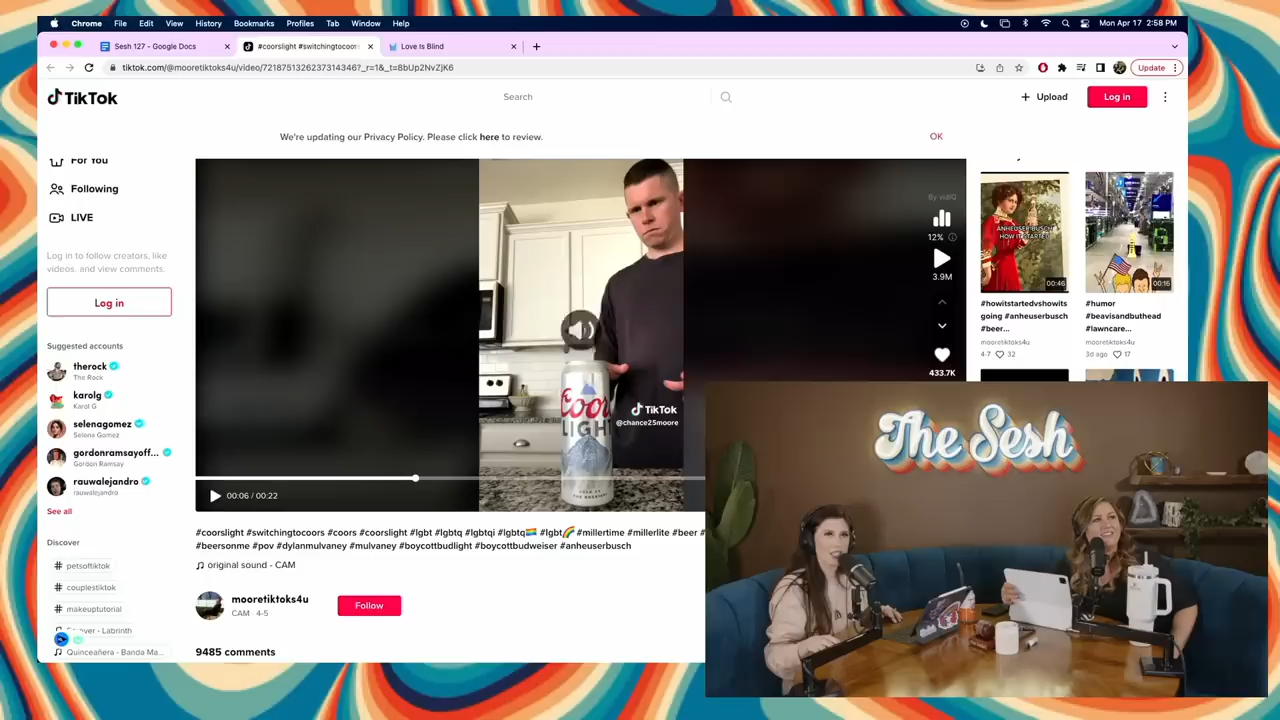 Chrome File Edit View History Bookmarks Profiles Tab Window Help
Mon Apr 17 2:58 PM
Sesh 127 - Google Docs
#coorslight #switchingtocoors
Love Is Blind
tiktok.com/@mooretiktoks4u/video/7218751326237314346?_r=1&_t=8bUp2NvZjK6
Update
TikTok
Search
Upload
Log in
We're updating our Privacy Policy. Please click here to review.
OK
For You
Following
LIVE
Log in to follow creators, like
videos, and view comments.
Log in
Suggested accounts
therock
The Rock
karolg
Karol G
selenagomez
Selena Gomez
gordonramsayoff...
Gordon Ramsay
rauwalejandro
rauwalejandro
See all
Discover
# petsoftiktok
# couplestiktok
# makeuptutorial
- Labrinth
Quinceañera - Banda Ma...
By vidIQ
12%
3.9M
433.7K
Coors
LIGHT
TikTok
@chance25moore
00:06 / 00:22
#coorslight #switchingtocoors #coors #coorslight #lgbt #lgbtq #lgbtqi #lgbtq🏳️‍🌈 #lgbt🌈 #millertime #millerlite #beer #
#beersonme #pov #dylanmulvaney #mulvaney #boycottbudlight #boycottbudweiser #anheuserbusch
original sound - CAM
mooretiktoks4u
CAM · 4-5
Follow
9485 comments
ANHEUSER BUSCH
HOW IT STARTED
00:46
#howitstartedvshowits
going #anheuserbusch
#beer...
mooretiktoks4u
4-7 32
00:16
#humor
#beavisandbuthead
#lawncare...
mooretiktoks4u
3d ago 17
The Sesh